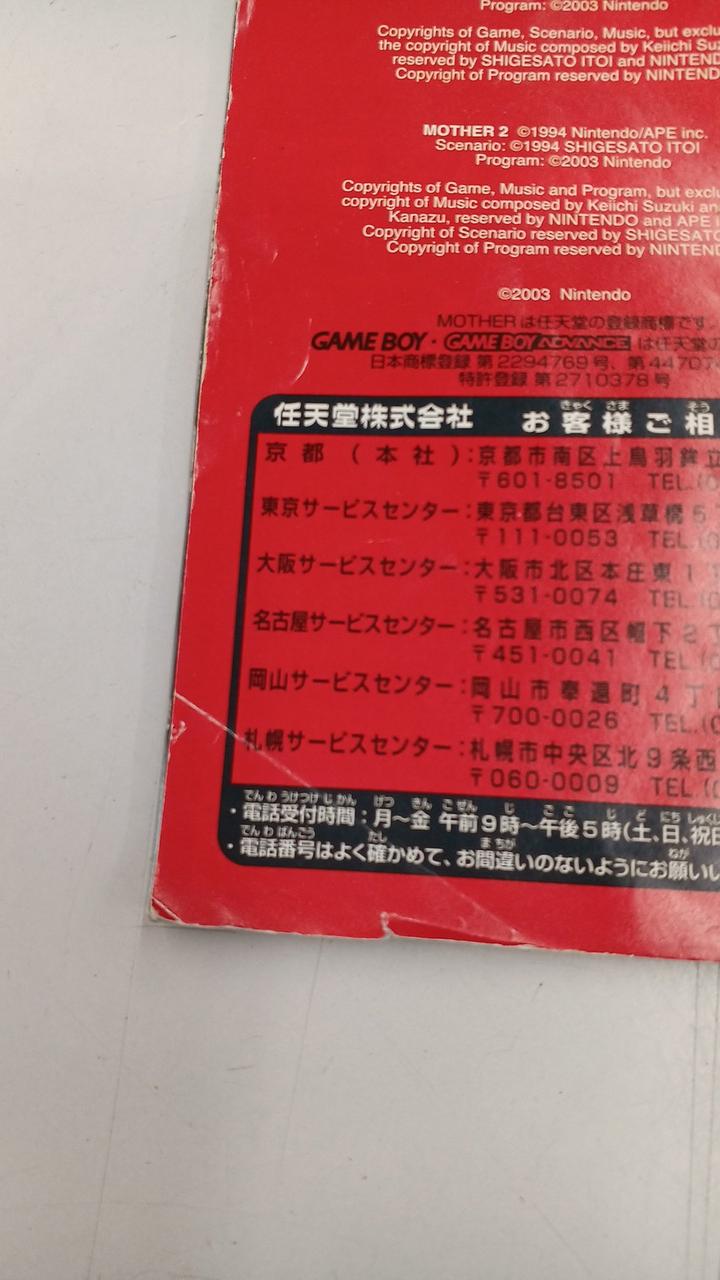 Program: ©2003 Nintendo
Copyrights of Game, Scenario, Music, but exclu
the copyright of Music composed by Keiichi Suz
reserved by SHIGESATO ITOI and NINTEND
Copyright of Program reserved by NINTEND
MOTHER 2 ©1994 Nintendo/APE inc.
Scenario: ©1994 SHIGESATO ITOI
Program: ©2003 Nintendo
Copyrights of Game, Music and Program, but exclu
copyright of Music composed by Keiichi Suzuki and
Kanazu, reserved by NINTENDO and APE
Copyright of Scenario reserved by SHIGESATO
Copyright of Program reserved by NINTEND
©2003 Nintendo
MOTHERは任天堂の登録商標です。
GAME BOY・GAME BOY ADVANCE は任天堂の
日本商標登録 第2294769号、第44707
特許登録 第2710378号
任天堂株式会社 お客様ご相
京都(本社):京都市南区上鳥羽鉾立
〒601-8501 TEL.(0
東京サービスセンター:東京都台東区浅草橋5
〒111-0053 TEL.(0
大阪サービスセンター:大阪市北区本庄東1
〒531-0074 TEL.(0
名古屋サービスセンター:名古屋市西区幅下2丁
〒451-0041 TEL.(0
岡山サービスセンター:岡山市奉還町4丁
〒700-0026 TEL.(0
札幌サービスセンター:札幌市中央区北9条西
〒060-0009 TEL.(
・電話受付時間:月～金 午前9時～午後5時(土、日、祝日
・電話番号はよく確かめて、お間違いのないようにお願いい